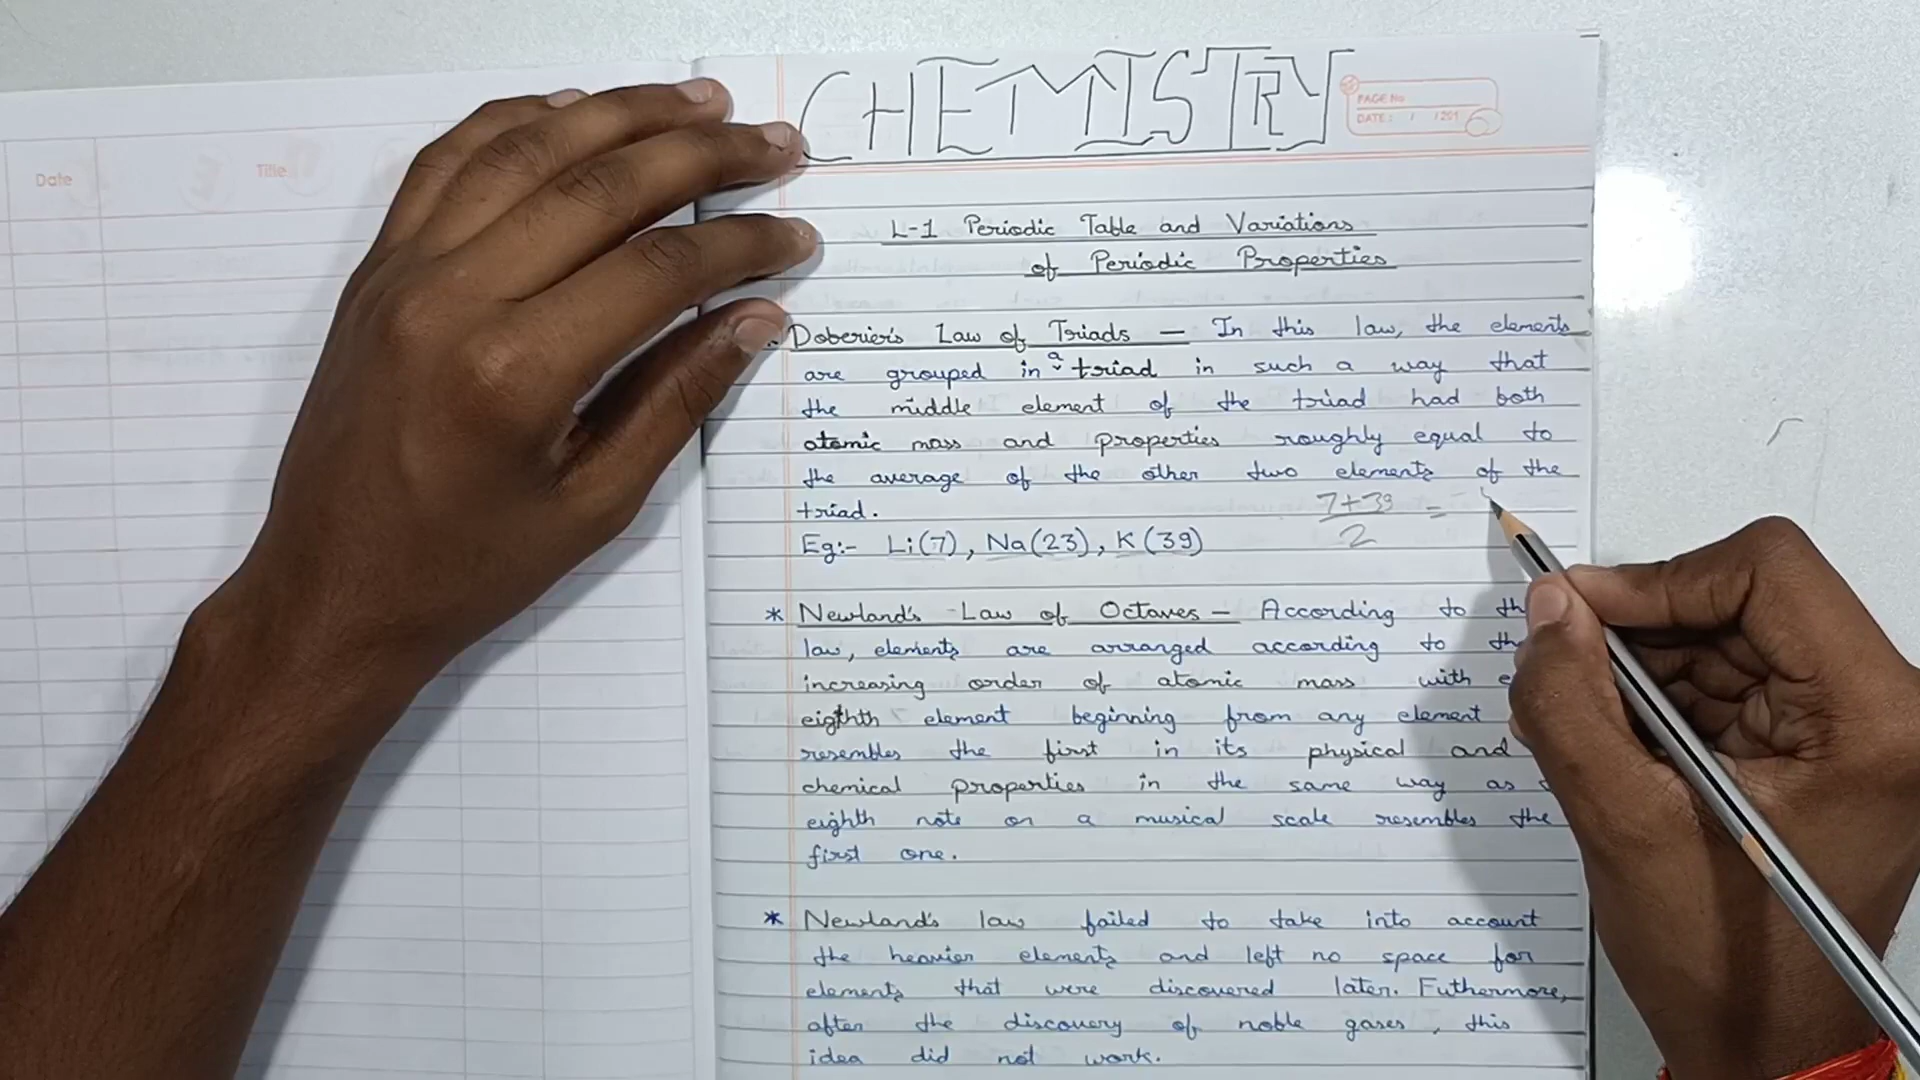 CHEMISTRY
PAGE No
DATE: / /201
Date
Title
L-1 Periodic Table and Variations
of Periodic Properties
Doberier's Law of Triads — In this law, the elements
are grouped in a triad in such a way that
the middle element of the triad had both
atomic mass and properties roughly equal to
the average of the other two elements of the
triad.
7+39 =
2
Eg:- Li(7), Na(23), K(39)
* Newland's Law of Octaves — According to
law, elements are arranged according to
increasing order of atomic mass with
eigthth element beginning from any element
resembles the first in its physical and
chemical properties in the same way as
eighth note on a musical scale resembles the
first one.
* Newland's law failed to take into account
the heavier elements and left no space for
elements that were discovered later. Futhermore,
after the discovery of noble gases, this
idea did not work.